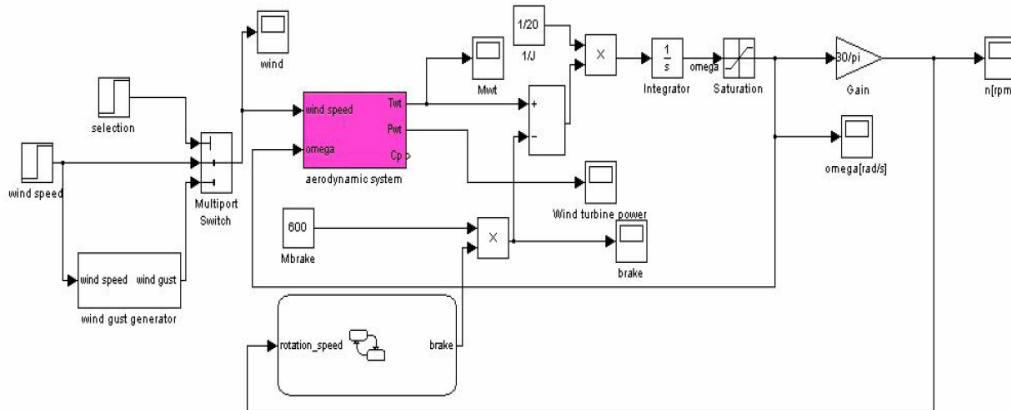 wind
selection
wind speed
Multiport
Switch
wind speed
wind gust
wind gust generator
wind speed
omega
Twt
Pwt
Cp
aerodynamic system
Mwt
1/20
1/J
X
+
−
1
s
Integrator
omega
Saturation
30/pi
Gain
n[rpm
omega[rad/s]
Wind turbine power
600
Mbrake
X
brake
rotation_speed
brake